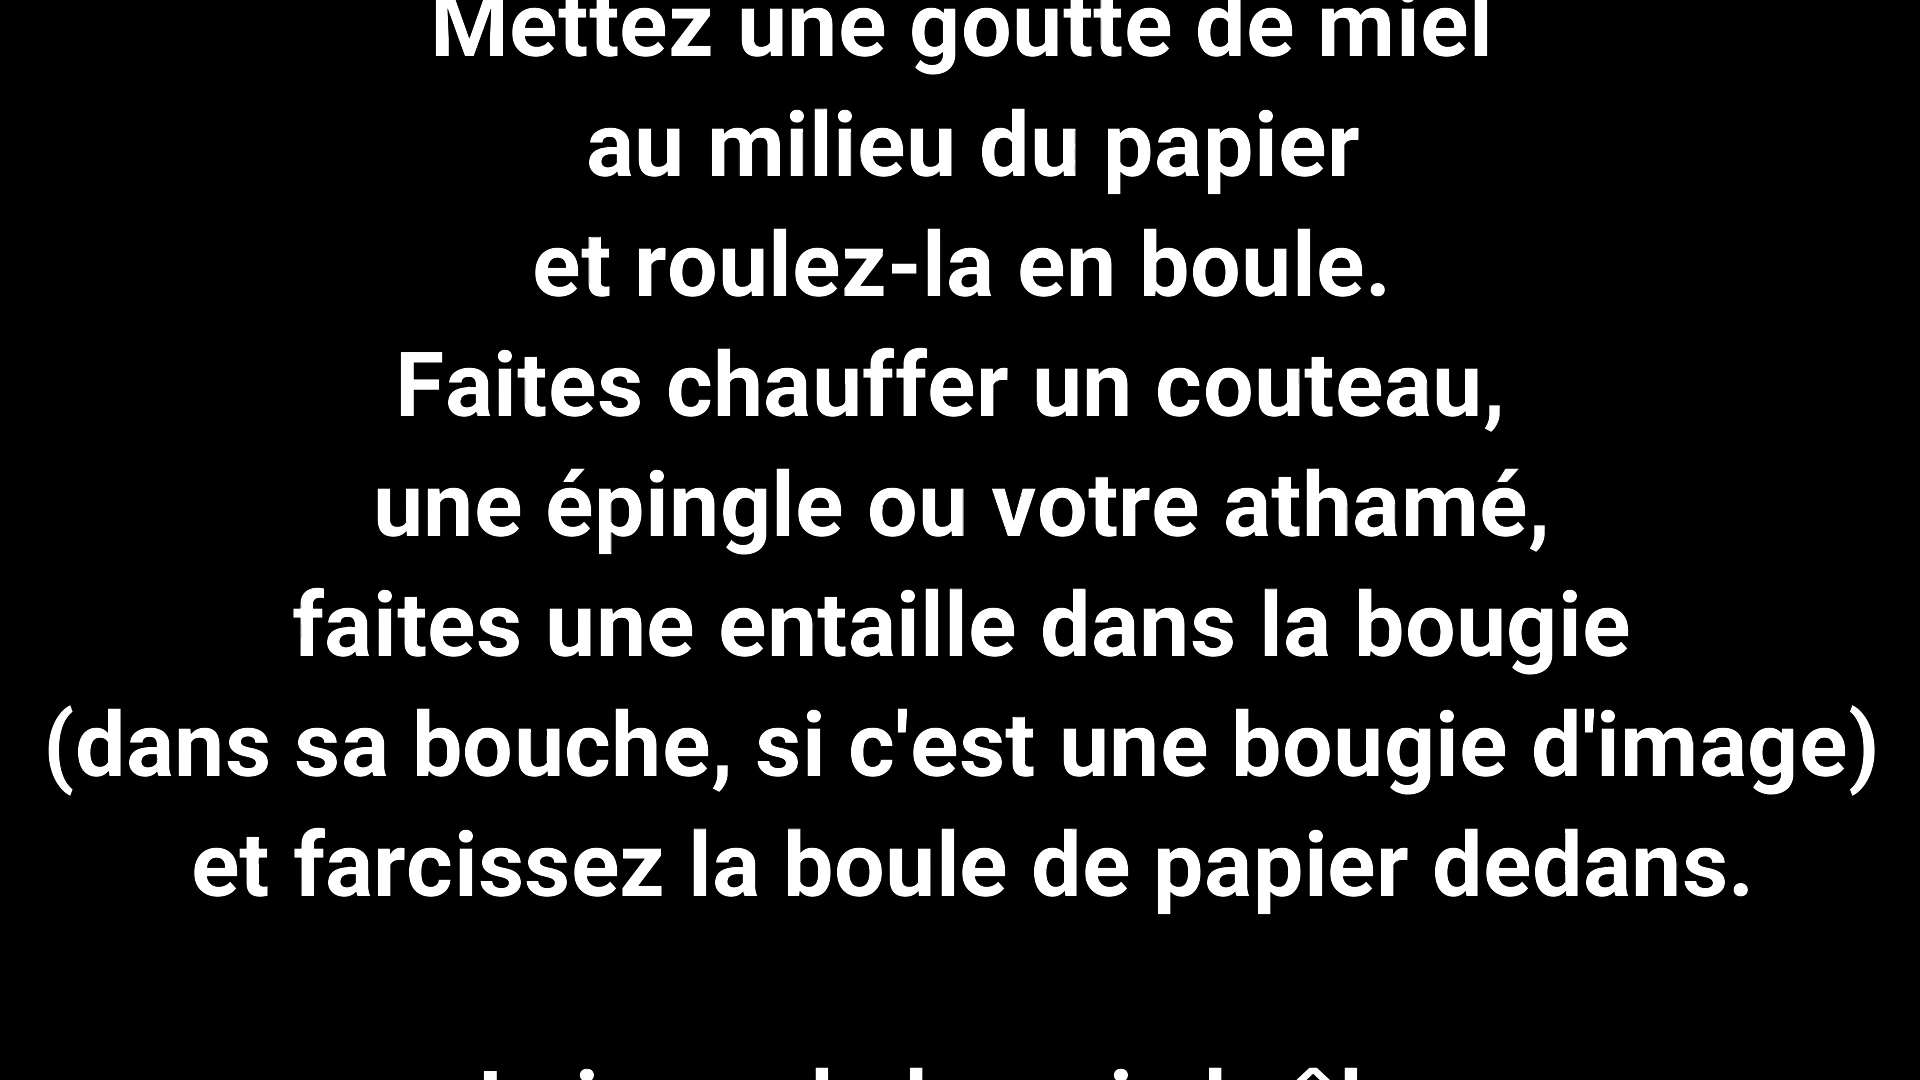 Mettez une goutte de miel
au milieu du papier
et roulez-la en boule.
Faites chauffer un couteau,
une épingle ou votre athamé,
faites une entaille dans la bougie
(dans sa bouche, si c'est une bougie d'image)
et farcissez la boule de papier dedans.